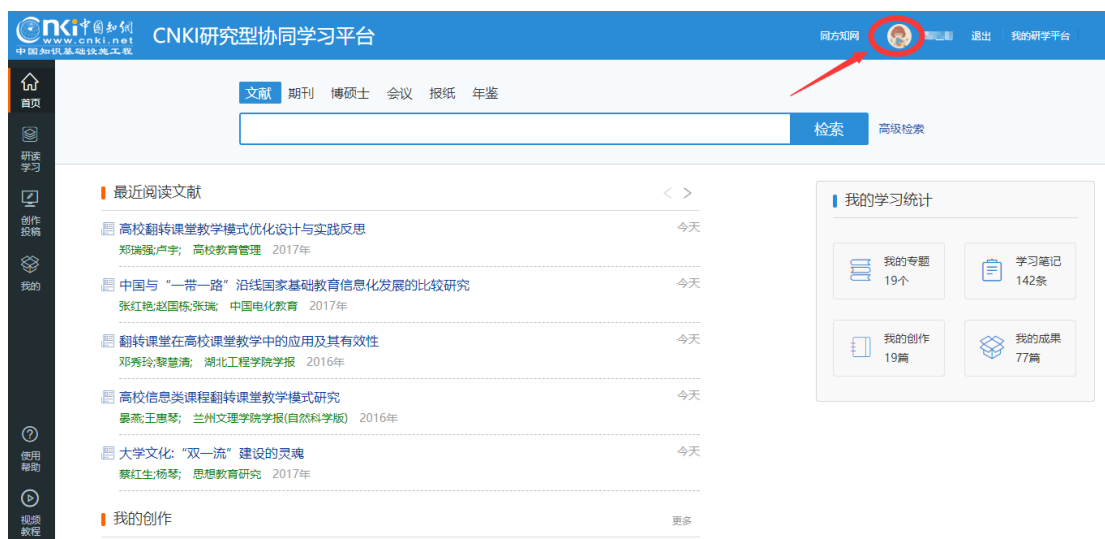 Cnki中国知网
www.cnki.net
中国知识基础设施工程
CNKI研究型协同学习平台
同方知网
退出
我的研学平台
首页
研读
学习
创作
投稿
我的
使用
帮助
视频
教程
文献 期刊 博硕士 会议 报纸 年鉴
检索
高级检索
最近阅读文献
< >
高校翻转课堂教学模式优化设计与实践反思
今天
郑瑞强;卢宇; 高校教育管理 2017年
中国与“一带一路”沿线国家基础教育信息化发展的比较研究
今天
张红艳;赵国栋;张瑞; 中国电化教育 2017年
翻转课堂在高校课堂教学中的应用及其有效性
今天
邓秀玲;黎慧清; 湖北工程学院学报 2016年
高校信息类课程翻转课堂教学模式研究
今天
晏燕;王惠琴; 兰州文理学院学报(自然科学版) 2016年
大学文化:“双一流”建设的灵魂
今天
蔡红生;杨琴; 思想教育研究 2017年
我的创作
更多
我的学习统计
我的专题
19个
学习笔记
142条
我的创作
19篇
我的成果
77篇